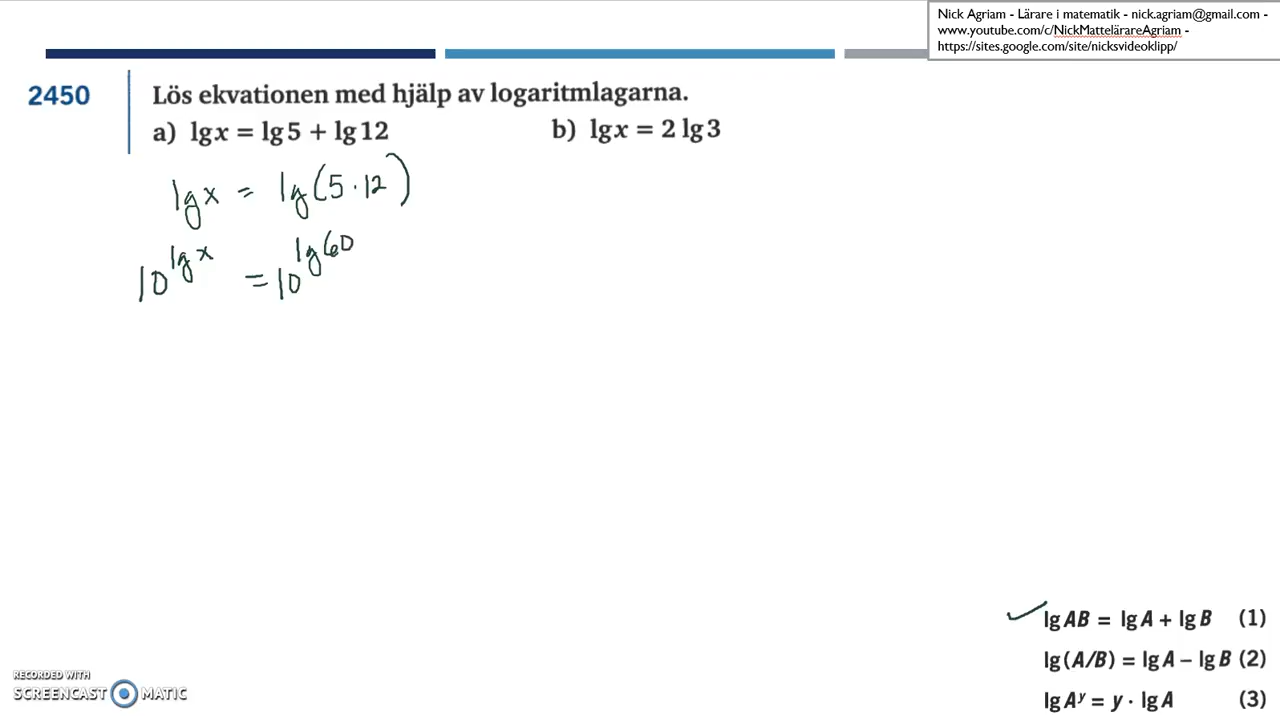 Nick Agriam - Lärare i matematik - nick.agriam@gmail.com -
www.youtube.com/c/NickMattelärareAgriam -
https://sites.google.com/site/nicksvideoklipp/
2450 Lös ekvationen med hjälp av logaritmlagarna.
a) lg x = lg 5 + lg 12 b) lg x = 2 lg 3
lg x = lg(5·12)
10^lg x = 10^lg 60
lg AB = lg A + lg B (1)
lg(A/B) = lg A – lg B (2)
lg A^y = y · lg A (3)
RECORDED WITH
SCREENCAST MATIC